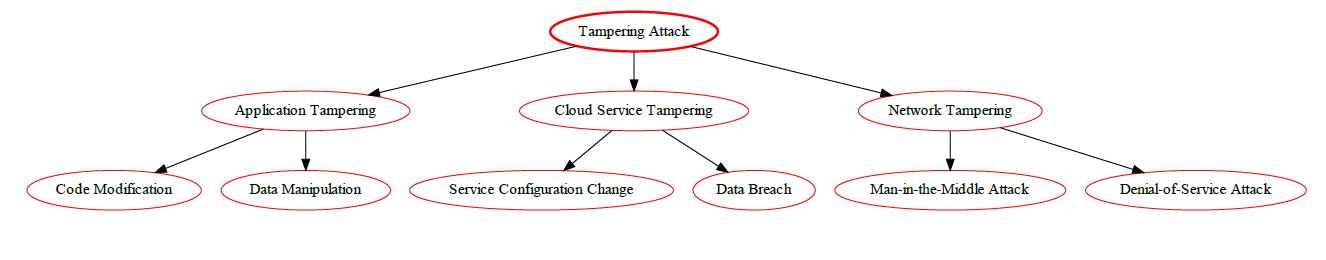 Tampering Attack
Application Tampering
Cloud Service Tampering
Network Tampering
Code Modification
Data Manipulation
Service Configuration Change
Data Breach
Man-in-the-Middle Attack
Denial-of-Service Attack